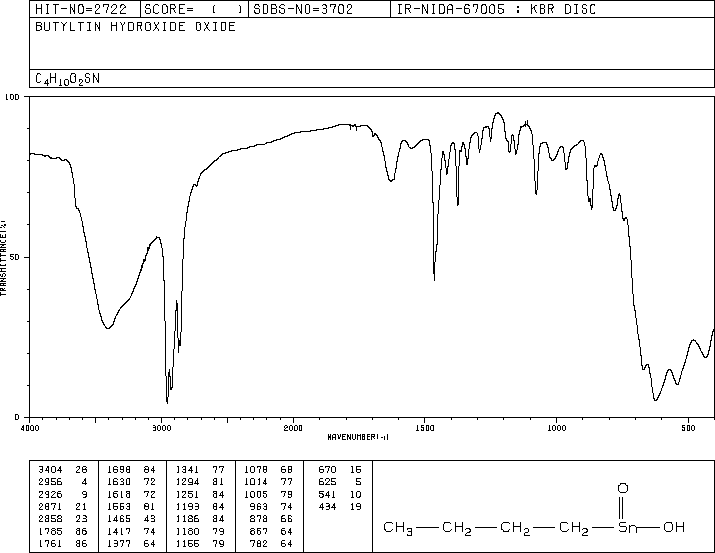 HIT-NO=2722 SCORE= ( ) SDBS-NO=3702 IR-NIDA-67005 : KBR DISC
BUTYLTIN HYDROXIDE OXIDE
C4H10O2SN
100
50
0
TRANSMITTANCE(%)
4000 3000 2000 1500 1000 500
WAVENUMBER(-1)
3404 26 1698 84 1341 77 1078 68 670 15
2956 4 1630 72 1294 81 1014 77 625 5
2926 9 1618 72 1251 84 1005 79 541 10
2871 21 1553 81 1193 84 963 74 434 19
2858 23 1465 43 1186 84 878 66
1785 86 1417 74 1180 79 867 64
1761 86 1377 64 1155 79 782 64
O
CH3 CH2 CH2 CH2 Sn OH